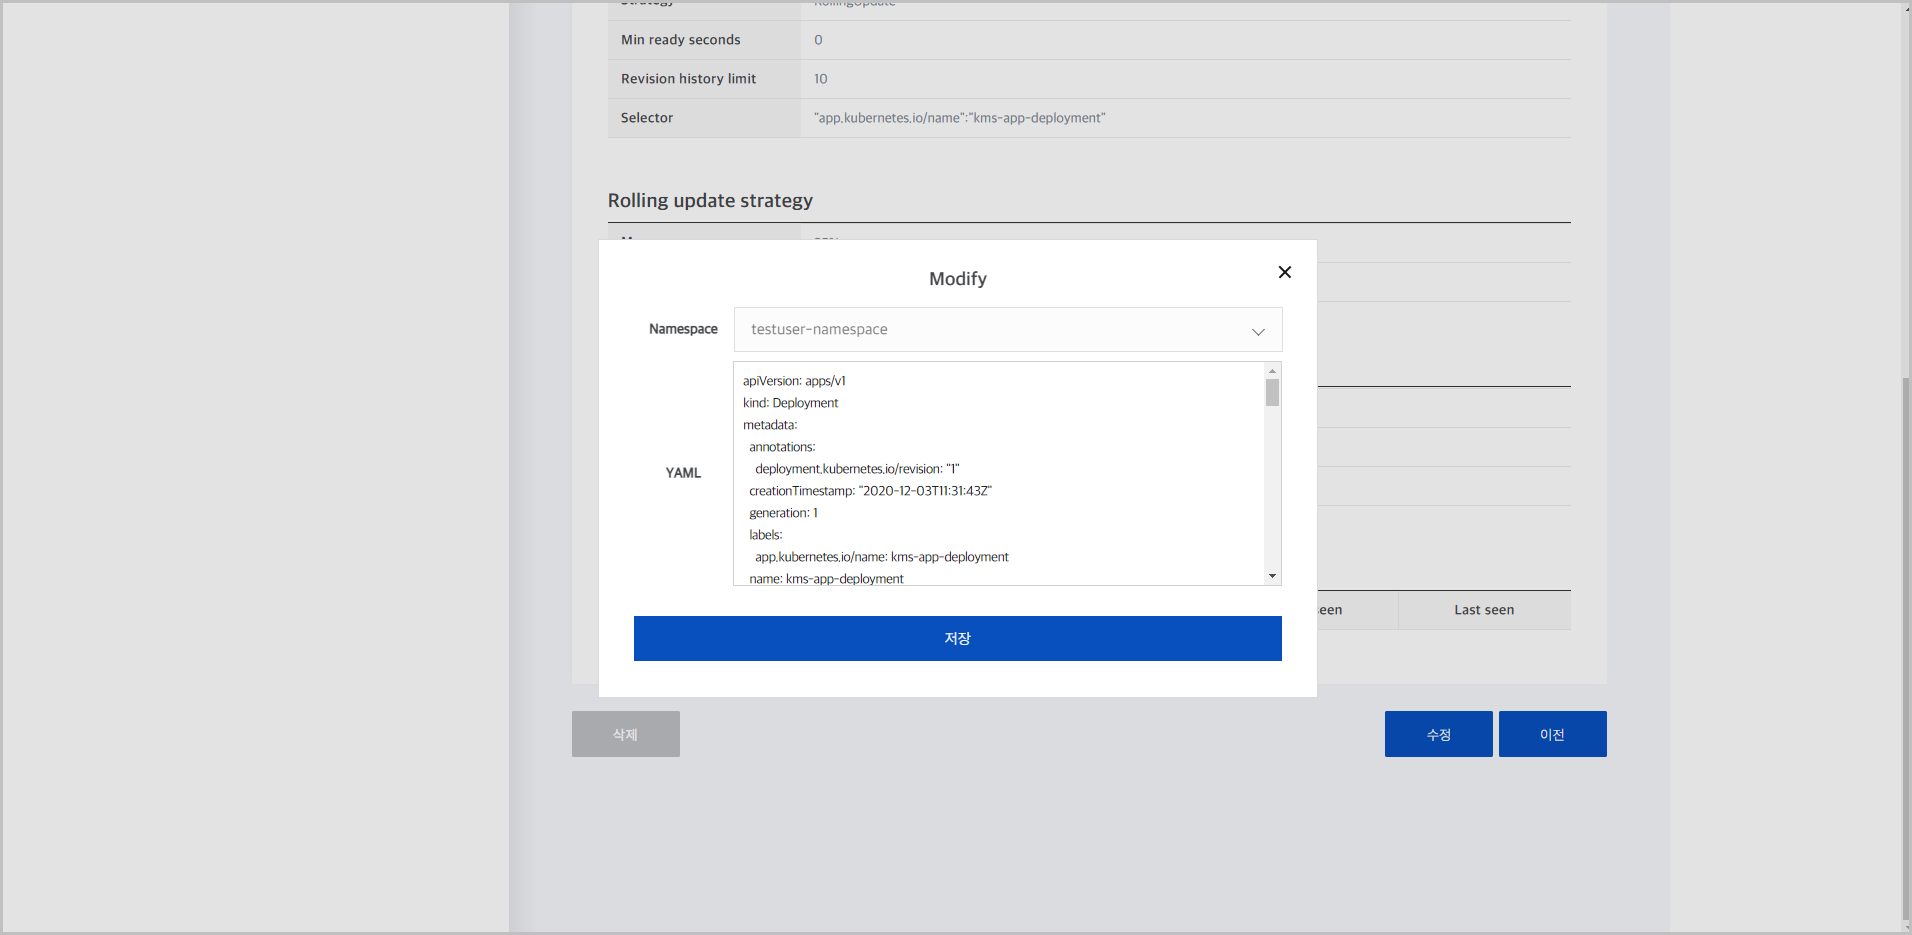 Strategy RollingUpdate
Min ready seconds 0
Revision history limit 10
Selector "app.kubernetes.io/name":"kms-app-deployment"
Rolling update strategy
Modify
Namespace testuser-namespace
YAML
apiVersion: apps/v1
kind: Deployment
metadata:
annotations:
deployment.kubernetes.io/revision: "1"
creationTimestamp: "2020-12-03T11:31:43Z"
generation: 1
labels:
app.kubernetes.io/name: kms-app-deployment
name: kms-app-deployment
저장
een Last seen
삭제 수정 이전